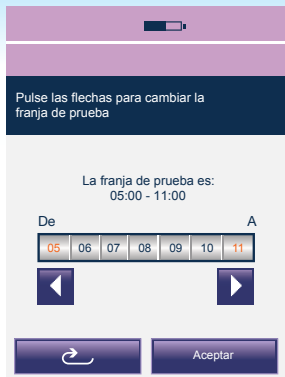 Pulse las flechas para cambiar la
franja de prueba
La franja de prueba es:
05:00 - 11:00
De A
05 06 07 08 09 10 11
Aceptar